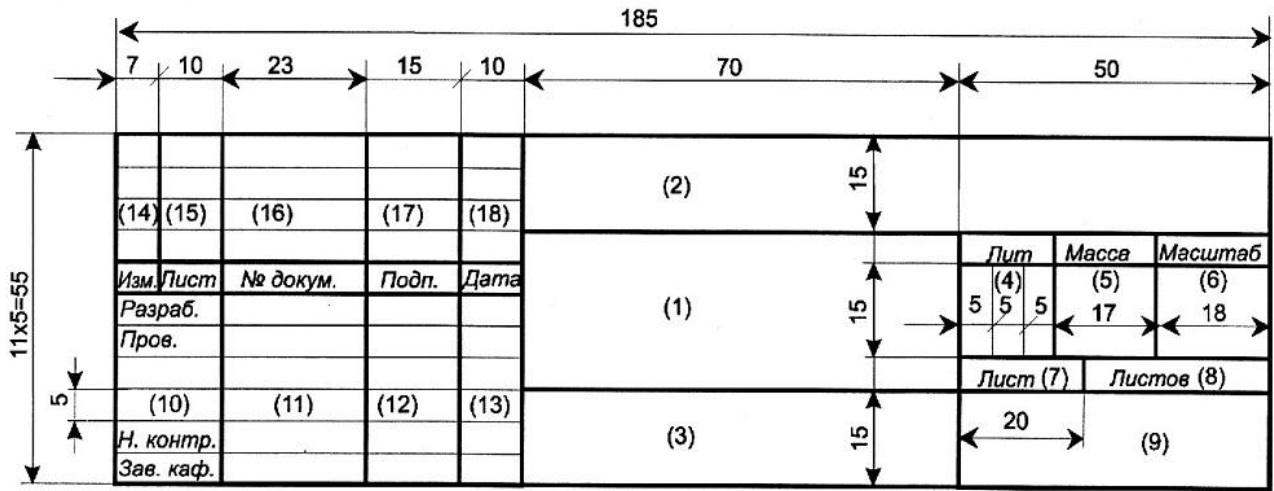 185
7 10 23 15 10 70 50
(2) 15
(14) (15) (16) (17) (18)
11x5=55
Изм. Лист № докум. Подп. Дата
Лит Масса Масштаб
(4) (5) (6)
Разраб.
(1) 15 5 5 5 17 18
Пров.
Лист (7) Листов (8)
5 (10) (11) (12) (13)
(3) 15 20 (9)
Н. контр.
Зав. каф.